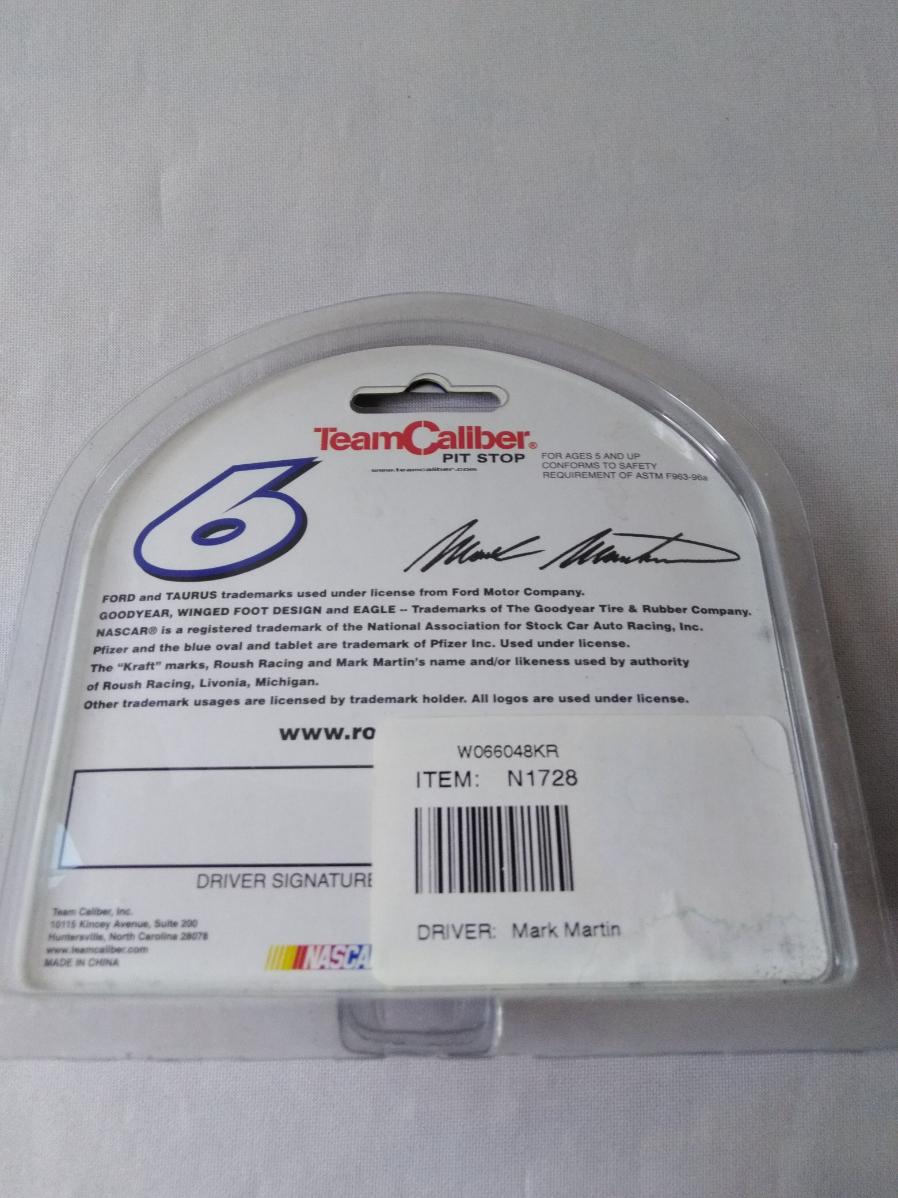 TeamCaliber®
PIT STOP
www.teamcaliber.com
FOR AGES 5 AND UP
CONFORMS TO SAFETY
REQUIREMENT OF ASTM F963-96a
6
Mark Martin
FORD and TAURUS trademarks used under license from Ford Motor Company.
GOODYEAR, WINGED FOOT DESIGN and EAGLE -- Trademarks of The Goodyear Tire & Rubber Company.
NASCAR® is a registered trademark of the National Association for Stock Car Auto Racing, Inc.
Pfizer and the blue oval and tablet are trademark of Pfizer Inc. Used under license.
The “Kraft” marks, Roush Racing and Mark Martin's name and/or likeness used by authority
of Roush Racing, Livonia, Michigan.
Other trademark usages are licensed by trademark holder. All logos are used under license.
www.ro
W066048KR
ITEM: N1728
DRIVER: Mark Martin
DRIVER SIGNATURE
Team Caliber, Inc.
10115 Kincey Avenue, Suite 200
Huntersville, North Carolina 28078
www.teamcaliber.com
MADE IN CHINA
NASCA